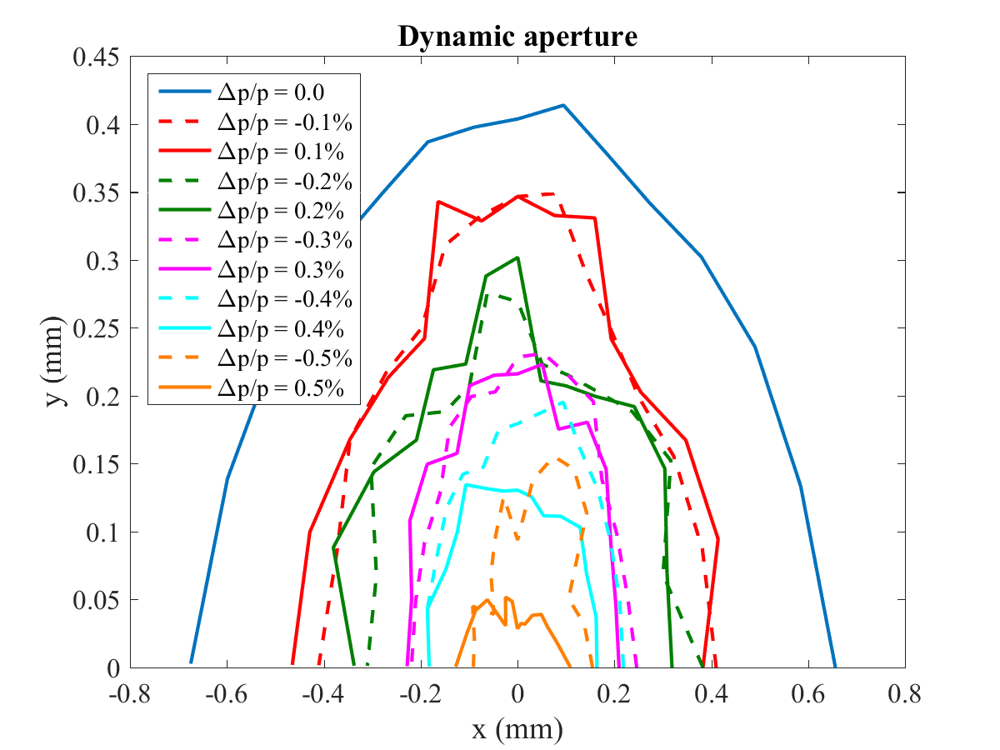 Dynamic aperture
0.45
0.4
0.35
0.3
0.25
0.2
0.15
0.1
0.05
0
y (mm)
Δp/p = 0.0
Δp/p = -0.1%
Δp/p = 0.1%
Δp/p = -0.2%
Δp/p = 0.2%
Δp/p = -0.3%
Δp/p = 0.3%
Δp/p = -0.4%
Δp/p = 0.4%
Δp/p = -0.5%
Δp/p = 0.5%
-0.8 -0.6 -0.4 -0.2 0 0.2 0.4 0.6 0.8
x (mm)